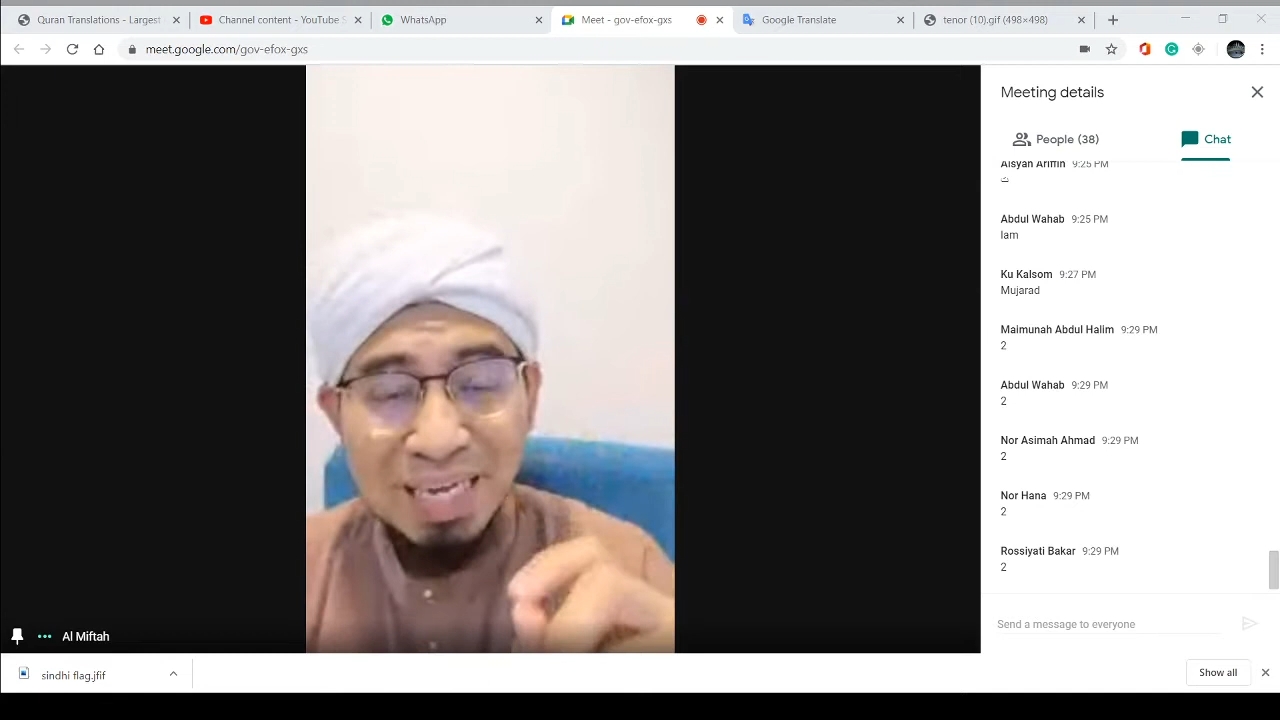 Quran Translations - Largest
Channel content - YouTube S
WhatsApp
Meet - gov-efox-gxs
Google Translate
tenor (10).gif (498×498)
meet.google.com/gov-efox-gxs
Meeting details
People (38)
Chat
Aisyah Ariffin 9:25 PM
Abdul Wahab 9:25 PM
lam
Ku Kalsom 9:27 PM
Mujarad
Maimunah Abdul Halim 9:29 PM
2
Abdul Wahab 9:29 PM
2
Nor Asimah Ahmad 9:29 PM
2
Nor Hana 9:29 PM
2
Rossiyati Bakar 9:29 PM
2
Send a message to everyone
Al Miftah
sindhi flag.jfif
Show all